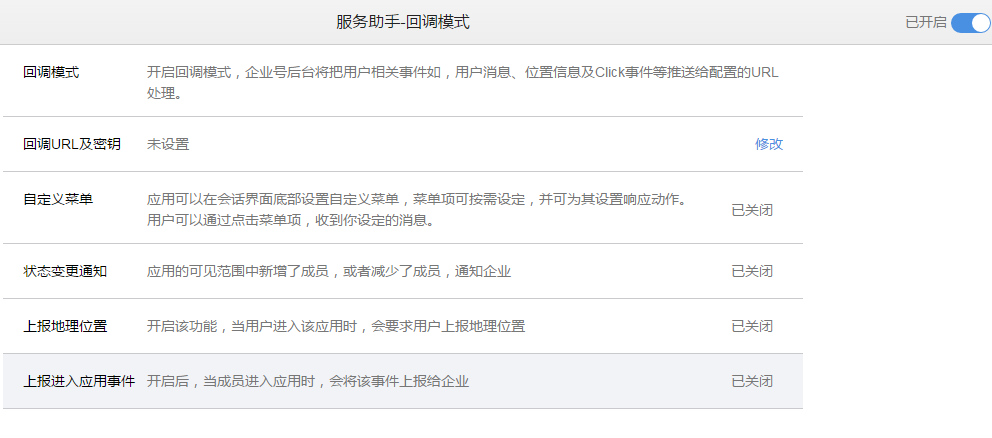 服务助手-回调模式
已开启
回调模式
开启回调模式，企业号后台将把用户相关事件如，用户消息、位置信息及Click事件等推送给配置的URL
处理。
回调URL及密钥
未设置
修改
自定义菜单
应用可以在会话界面底部设置自定义菜单，菜单项可按需设定，并可为其设置响应动作。
用户可以通过点击菜单项，收到你设定的消息。
已关闭
状态变更通知
应用的可见范围中新增了成员，或者减少了成员，通知企业
已关闭
上报地理位置
开启该功能，当用户进入该应用时，会要求用户上报地理位置
已关闭
上报进入应用事件
开启后，当成员进入应用时，会将该事件上报给企业
已关闭